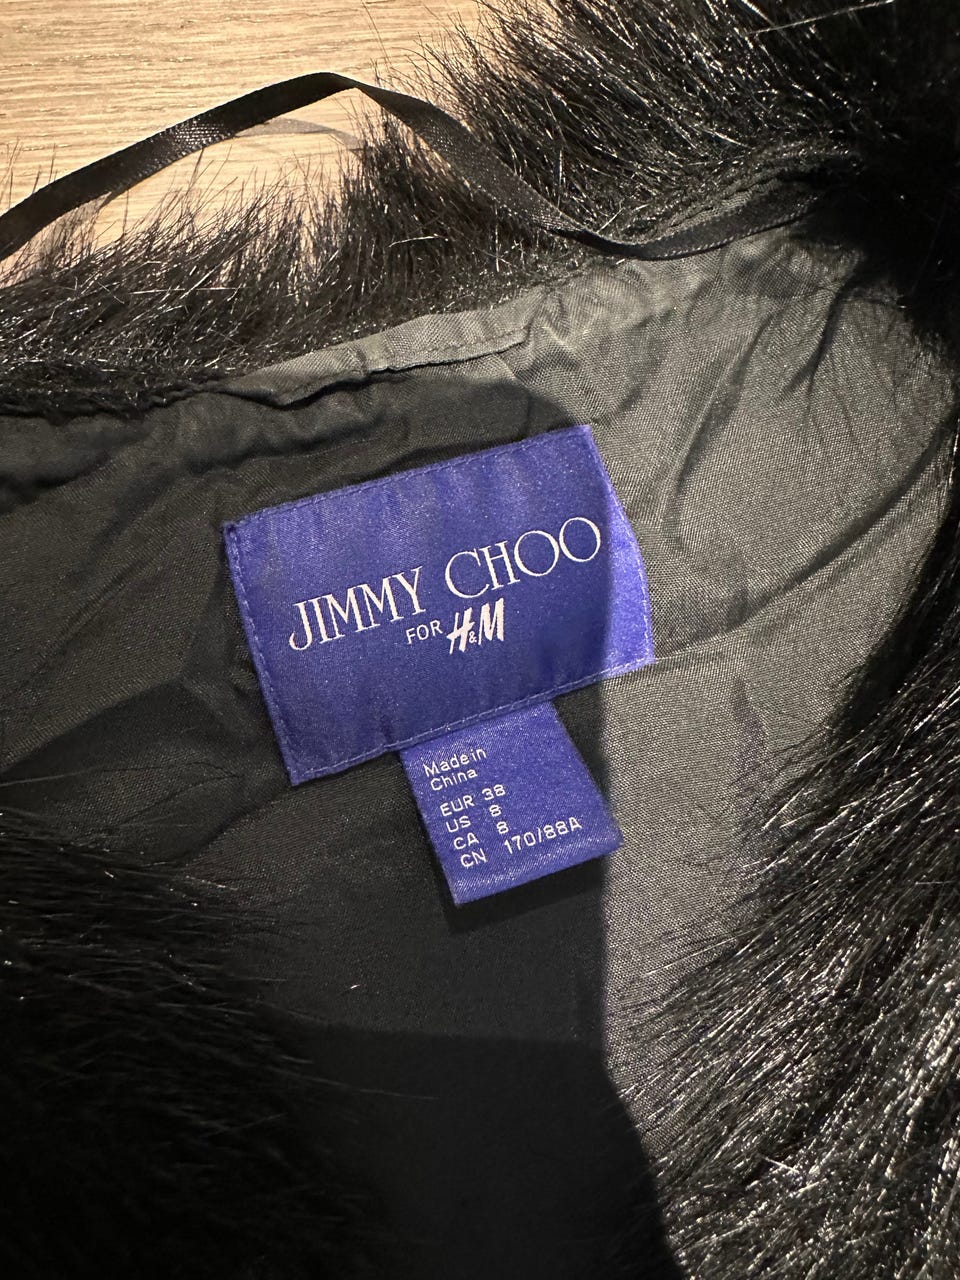 JIMMY CHOO
FOR H&M
Made in
China
EUR 38
US 8
CA 8
CN 170/88A